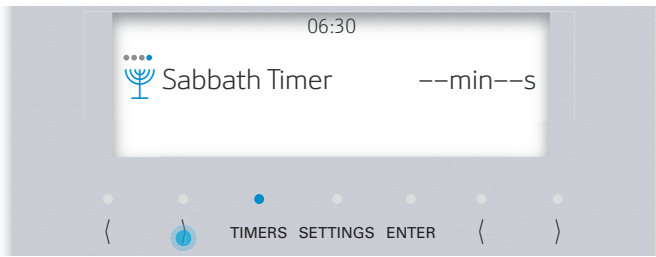 06:30
Sabbath Timer --min--s
⟨ ⟩ TIMERS SETTINGS ENTER ⟨ ⟩